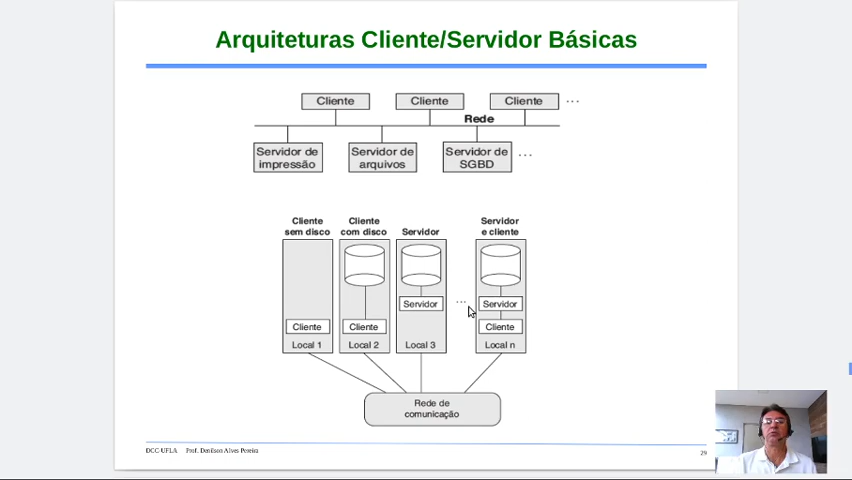 Arquiteturas Cliente/Servidor Básicas
Cliente Cliente Cliente ...
Rede
Servidor de impressão
Servidor de arquivos
Servidor de SGBD
...
Cliente sem disco
Cliente com disco
Servidor
Servidor e cliente
Servidor ... Servidor
Cliente Cliente Cliente
Local 1 Local 2 Local 3 Local n
Rede de
comunicação
DCC-UFLA Prof. Denilson Alves Pereira 29